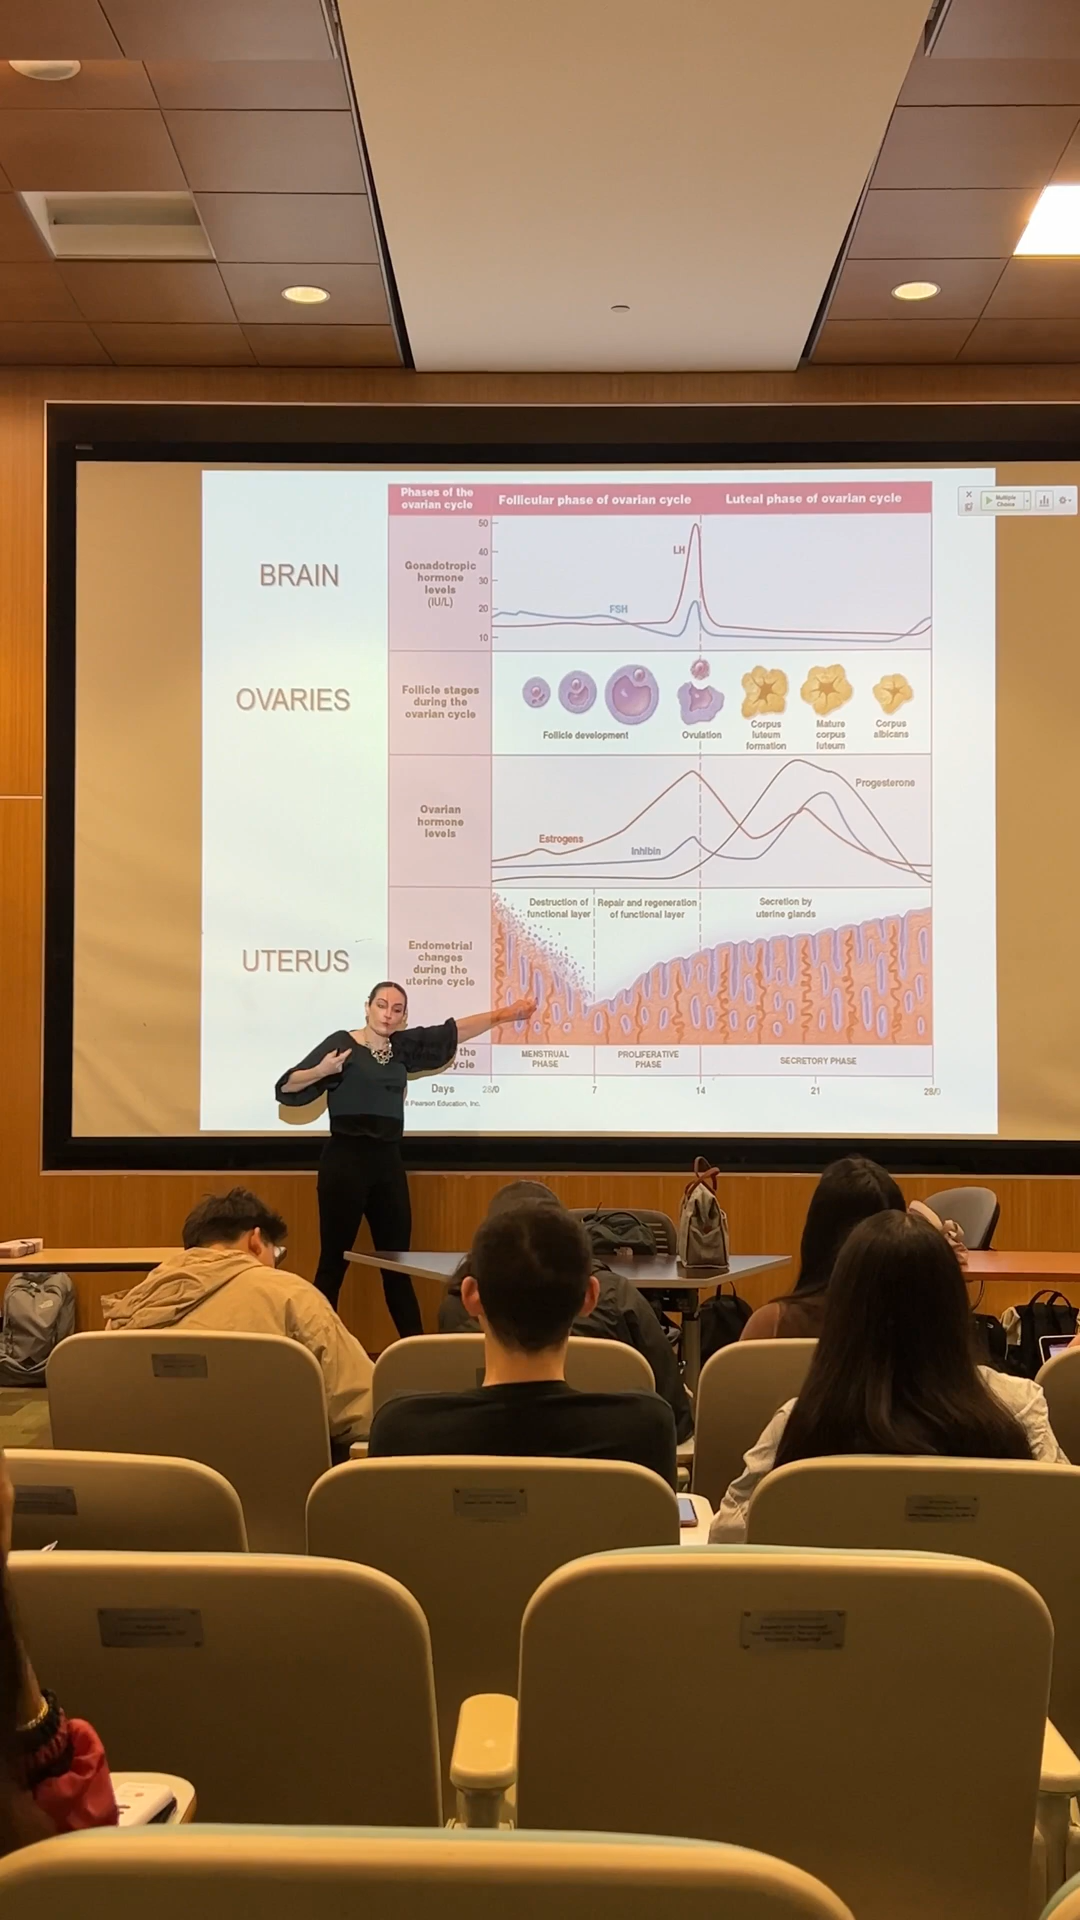 Phases of the
ovarian cycle
Follicular phase of ovarian cycle
Luteal phase of ovarian cycle
Multiple
Choice
BRAIN
Gonadotropic
hormone
levels
(IU/L)
50
40
30
20
10
LH
FSH
OVARIES
Follicle stages
during the
ovarian cycle
Follicle development
Ovulation
Corpus
luteum
formation
Mature
corpus
luteum
Corpus
albicans
Ovarian
hormone
levels
Estrogens
Inhibin
Progesterone
UTERUS
Endometrial
changes
during the
uterine cycle
Destruction of
functional layer
Repair and regeneration
of functional layer
Secretion by
uterine glands
the
ycle
MENSTRUAL
PHASE
PROLIFERATIVE
PHASE
SECRETORY PHASE
Days
28/0
7
14
21
28/0
Pearson Education, Inc.